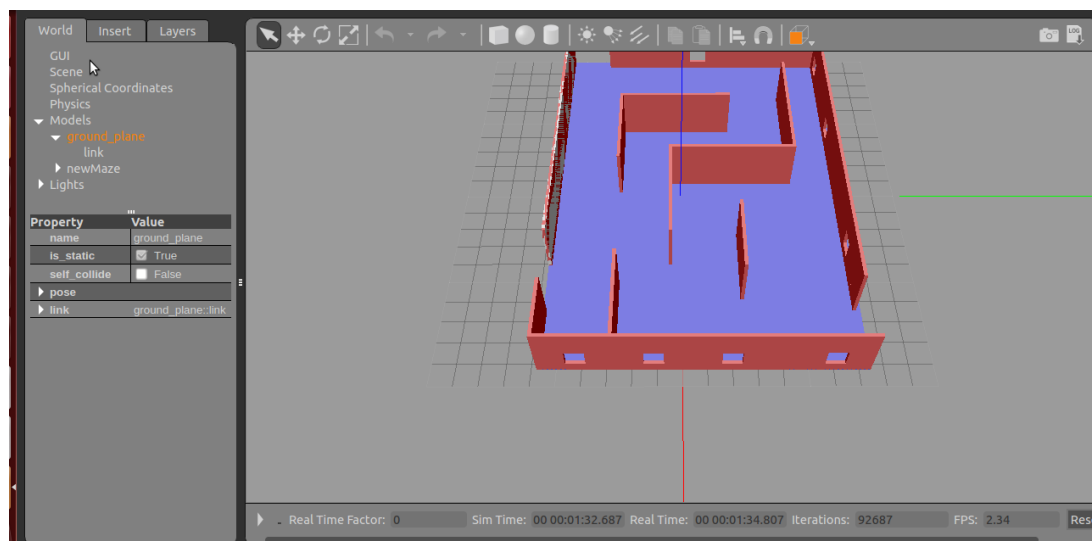 World Insert Layers
GUI
Scene
Spherical Coordinates
Physics
Models
ground_plane
link
newMaze
Lights
Property Value
name ground_plane
is_static True
self_collide False
pose
link ground_plane::link
LOG
Real Time Factor: 0 Sim Time: 00 00:01:32.687 Real Time: 00 00:01:34.807 Iterations: 92687 FPS: 2.34 Res